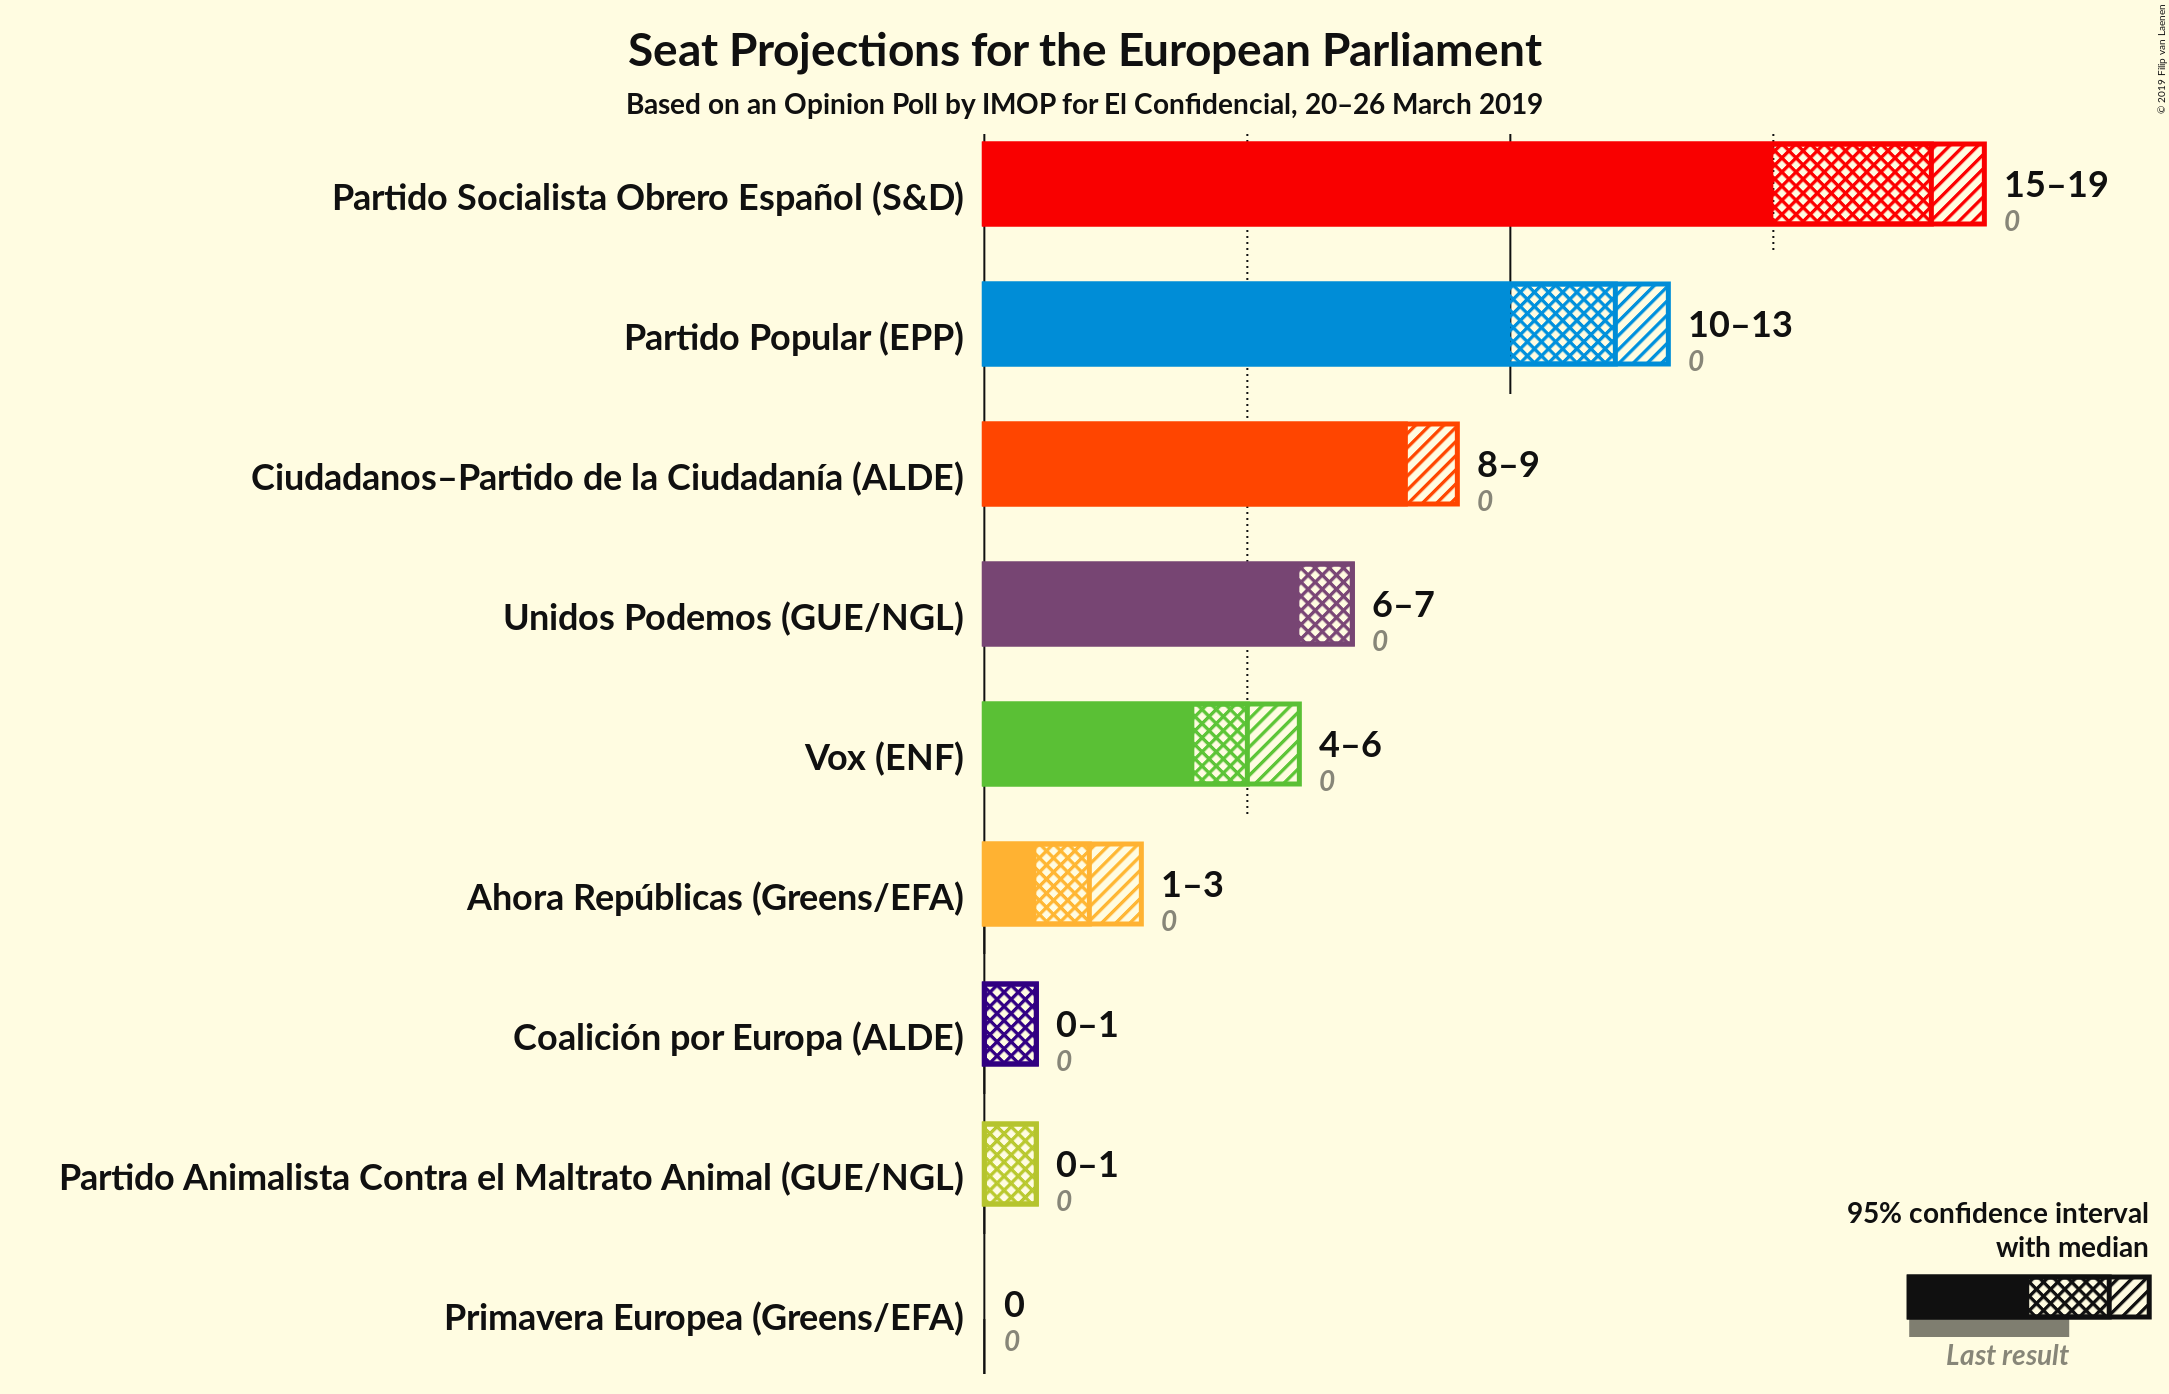 Seat Projections for the European Parliament
Based on an Opinion Poll by IMOP for El Confidencial, 20–26 March 2019
© 2019 Filip van Laenen
Partido Socialista Obrero Español (S&D)
15–19
0
Partido Popular (EPP)
10–13
0
Ciudadanos–Partido de la Ciudadanía (ALDE)
8–9
0
Unidos Podemos (GUE/NGL)
6–7
0
Vox (ENF)
4–6
0
Ahora Repúblicas (Greens/EFA)
1–3
0
Coalición por Europa (ALDE)
0–1
0
Partido Animalista Contra el Maltrato Animal (GUE/NGL)
0–1
0
Primavera Europea (Greens/EFA)
0
0
95% confidence interval
with median
Last result